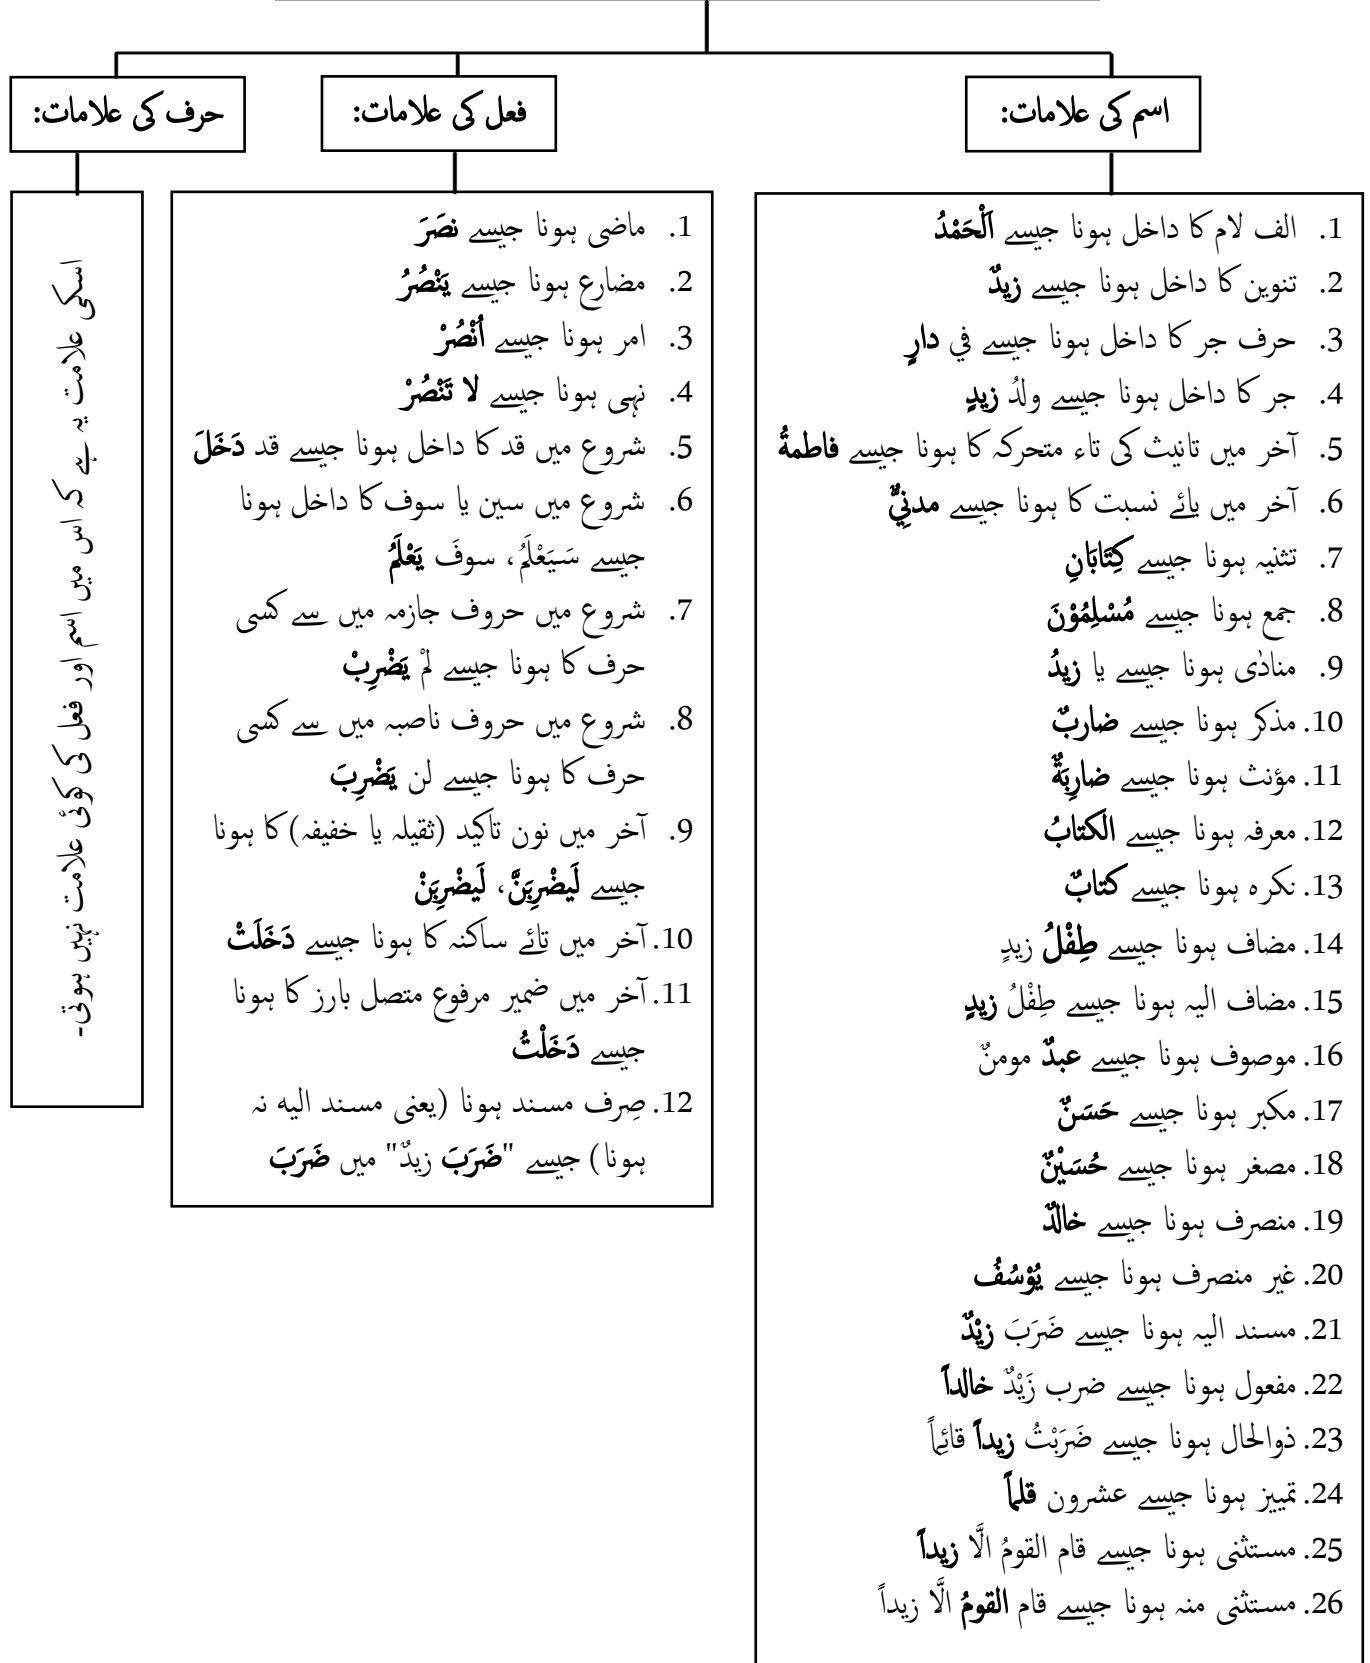 اسم کی علامات:
فعل کی علامات:
حرف کی علامات:
1. الف لام کا داخل ہونا جیسے اَلْحَمْدُ
2. تنوین کا داخل ہونا جیسے زیدٌ
3. حرف جر کا داخل ہونا جیسے في دارٍ
4. جر کا داخل ہونا جیسے ولدُ زیدٍ
5. آخر میں تانیث کی تاء متحرکہ کا ہونا جیسے فاطمةُ
6. آخر میں یائے نسبت کا ہونا جیسے مدنِيٌّ
7. تثنیہ ہونا جیسے كِتَابَانِ
8. جمع ہونا جیسے مُسْلِمُوْنَ
9. منادٰی ہونا جیسے یا زیدُ
10. مذکر ہونا جیسے ضاربٌ
11. مؤنث ہونا جیسے ضارِبَةٌ
12. معرفہ ہونا جیسے الكتابُ
13. نکرہ ہونا جیسے كتابٌ
14. مضاف ہونا جیسے طِفْلُ زیدٍ
15. مضاف الیہ ہونا جیسے طِفْلُ زیدٍ
16. موصوف ہونا جیسے عبدٌ مومنٌ
17. مکبر ہونا جیسے حَسَنٌ
18. مصغر ہونا جیسے حُسَيْنٌ
19. منصرف ہونا جیسے خالدٌ
20. غیر منصرف ہونا جیسے يُوْسُفُ
21. مسند الیہ ہونا جیسے ضَرَبَ زيْدٌ
22. مفعول ہونا جیسے ضرب زَيْدٌ خالداً
23. ذوالحال ہونا جیسے ضَرَبْتُ زیداً قائِماً
24. تمییز ہونا جیسے عشرون قلماً
25. مستثنی ہونا جیسے قام القومُ الَّا زیداً
26. مستثنی منہ ہونا جیسے قام القومُ الَّا زیداً
1. ماضی ہونا جیسے نصَرَ
2. مضارع ہونا جیسے يَنْصُرُ
3. امر ہونا جیسے اُنْصُرْ
4. نہی ہونا جیسے لا تَنْصُرْ
5. شروع میں قد کا داخل ہونا جیسے قد دَخَلَ
6. شروع میں سین یا سوف کا داخل ہونا
جیسے سَيَعْلَمُ، سوفَ يَعْلَمُ
7. شروع میں حروف جازمہ میں سے کسی
حرف کا ہونا جیسے لمْ يَضْرِبْ
8. شروع میں حروف ناصبہ میں سے کسی
حرف کا ہونا جیسے لن يَضْرِبَ
9. آخر میں نون تاکید (ثقیلہ یا خفیفہ) کا ہونا
جیسے لَيضْرِبَنَّ، لَيضْرِبَنْ
10. آخر میں تائے ساکنہ کا ہونا جیسے دَخَلَتْ
11. آخر میں ضمیر مرفوع متصل بارز کا ہونا
جیسے دَخَلْتُ
12. صِرف مسند ہونا (یعنی مسند الیہ نہ
ہونا) جیسے "ضَرَبَ زیدٌ" میں ضَرَبَ
اسکی علامت یہ ہے کہ اس میں اسم اور فعل کی کوئی علامت نہیں ہوتی۔